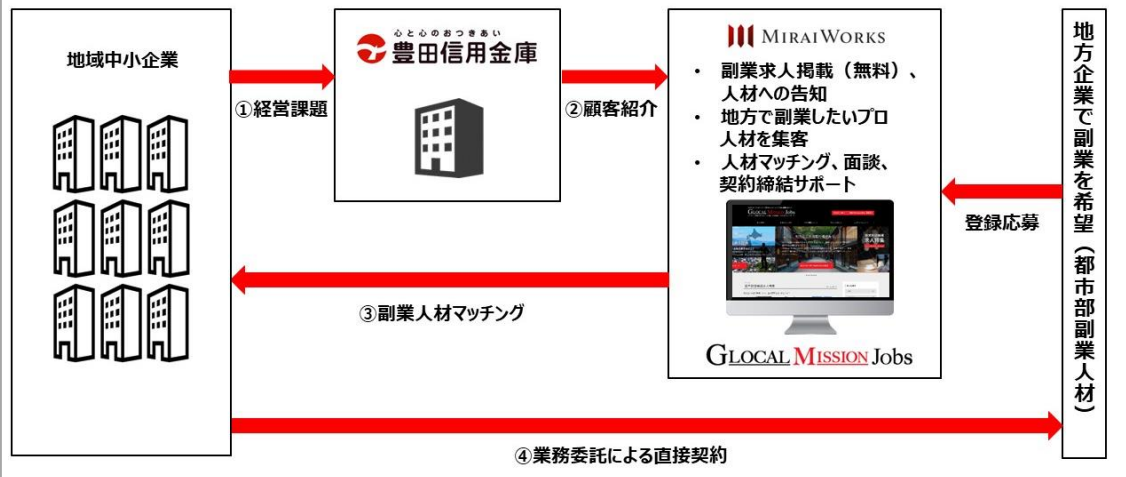 地域中小企業
①経営課題
心と心のおつきあい
豊田信用金庫
②顧客紹介
MIRAIWORKS
・ 副業求人掲載（無料）、
人材への告知
・ 地方で副業したいプロ
人材を集客
・ 人材マッチング、面談、
契約締結サポート
GLOCAL MISSION Jobs
GLOCAL MISSION Jobs
登録応募
地方企業で副業を希望（都市部副業人材）
③副業人材マッチング
④業務委託による直接契約